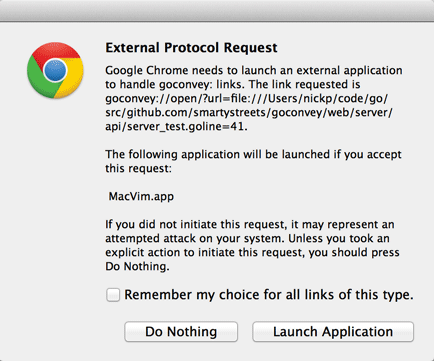 External Protocol Request
Google Chrome needs to launch an external application
to handle goconvey: links. The link requested is
goconvey://open/?url=file:///Users/nickp/code/go/
src/github.com/smartystreets/goconvey/web/server/
api/server_test.goline=41.
The following application will be launched if you accept
this request:
MacVim.app
If you did not initiate this request, it may represent an
attempted attack on your system. Unless you took an
explicit action to initiate this request, you should press
Do Nothing.
Remember my choice for all links of this type.
Do Nothing
Launch Application